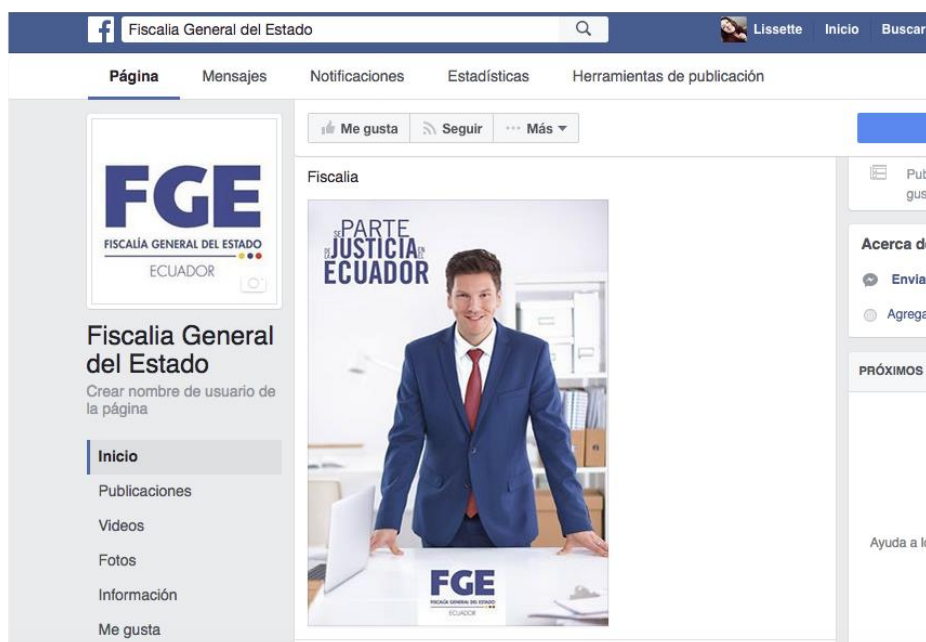 f
Fiscalia General del Estado
Lissette Inicio Buscar
Página Mensajes Notificaciones Estadísticas Herramientas de publicación
Me gusta Seguir ... Más
FGE
FISCALÍA GENERAL DEL ESTADO
ECUADOR
Fiscalia General
del Estado
Crear nombre de usuario de
la página
Inicio
Publicaciones
Videos
Fotos
Información
Me gusta
Fiscalia
SE PARTE
DE LA JUSTICIA EN EL
ECUADOR
FGE
FISCALÍA GENERAL DEL ESTADO
ECUADOR
Pub
gus
Acerca d
Envia
Agrega
PRÓXIMOS
Ayuda a l